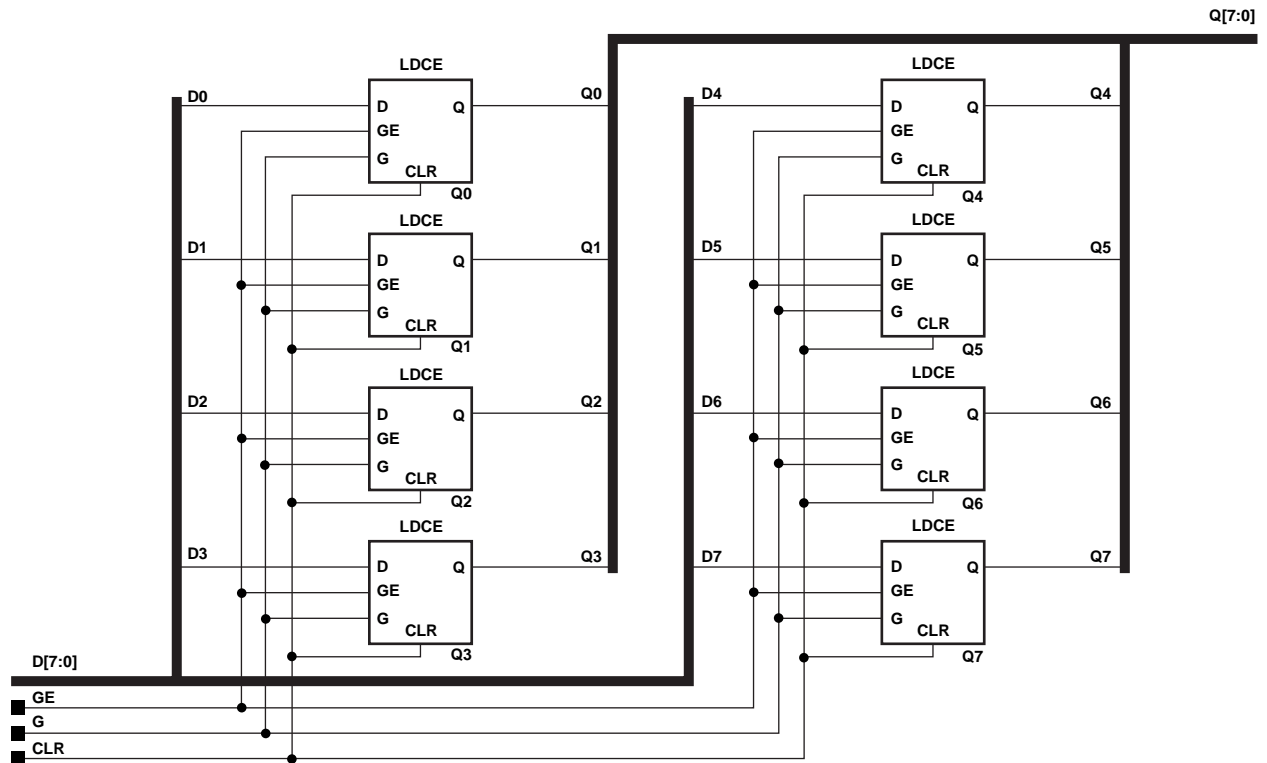 Q[7:0]
LDCE
D0
D
Q
Q0
GE
G
CLR
Q0
LDCE
D1
D
Q
Q1
GE
G
CLR
Q1
LDCE
D2
D
Q
Q2
GE
G
CLR
Q2
LDCE
D3
D
Q
Q3
GE
G
CLR
Q3
LDCE
D4
D
Q
Q4
GE
G
CLR
Q4
LDCE
D5
D
Q
Q5
GE
G
CLR
Q5
LDCE
D6
D
Q
Q6
GE
G
CLR
Q6
LDCE
D7
D
Q
Q7
GE
G
CLR
Q7
D[7:0]
GE
G
CLR